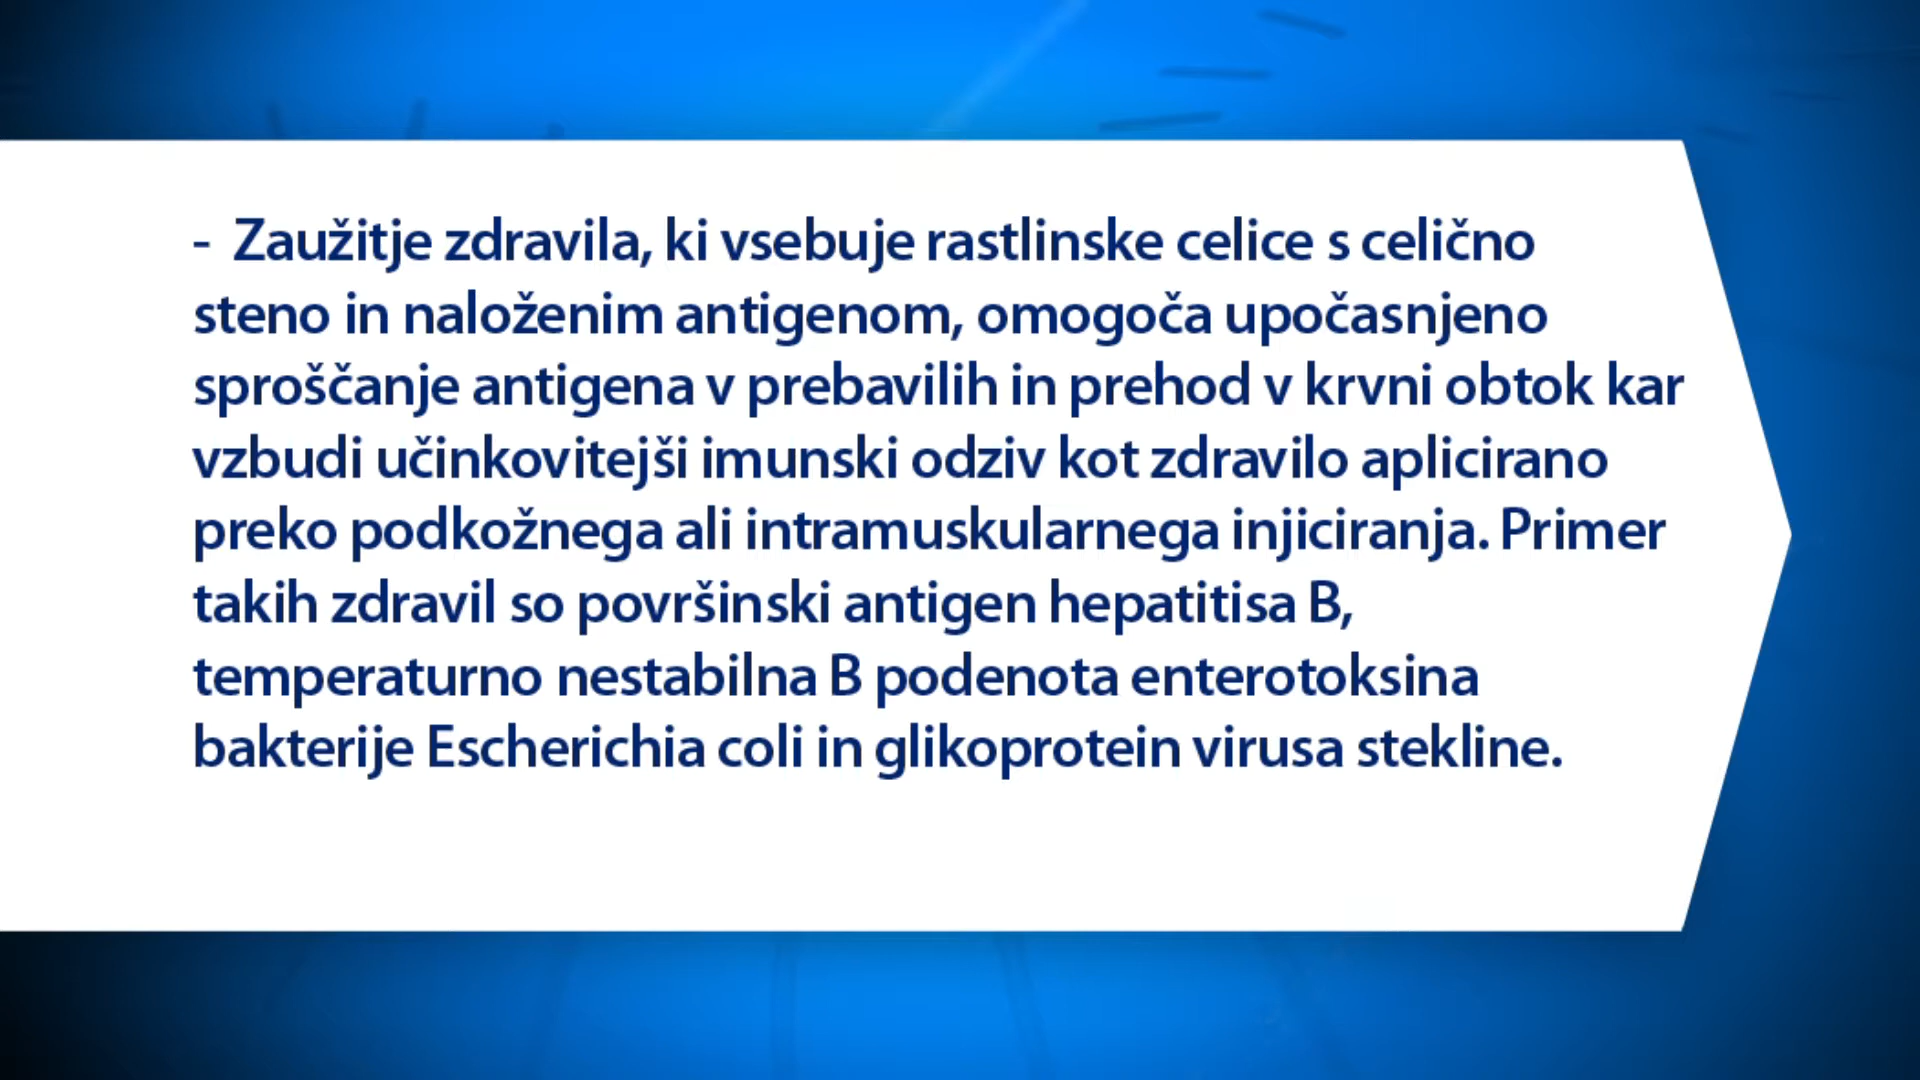 - Zaužitje zdravila, ki vsebuje rastlinske celice s celično
steno in naloženim antigenom, omogoča upočasnjeno
sproščanje antigena v prebavilih in prehod v krvni obtok kar
vzbudi učinkovitejši imunski odziv kot zdravilo aplicirano
preko podkožnega ali intramuskularnega injiciranja. Primer
takih zdravil so površinski antigen hepatitisa B,
temperaturno nestabilna B podenota enterotoksina
bakterije Escherichia coli in glikoprotein virusa stekline.